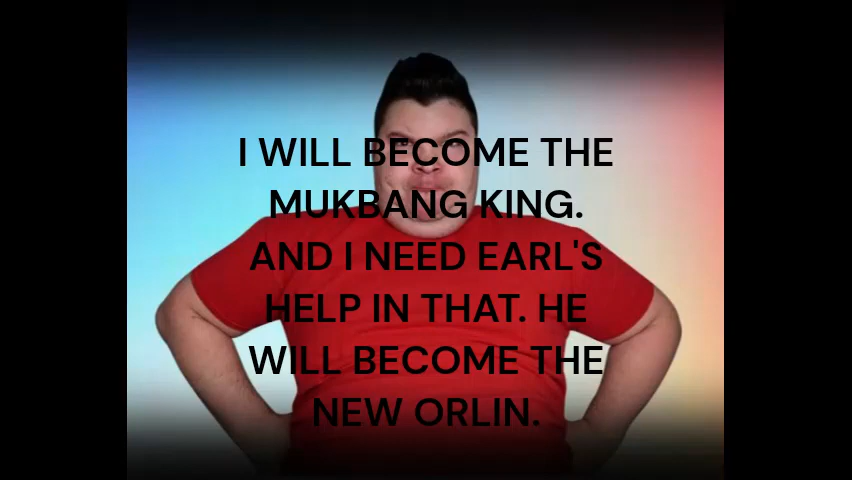 I WILL BECOME THE
MUKBANG KING.
AND I NEED EARL'S
HELP IN THAT. HE
WILL BECOME THE
NEW ORLIN.